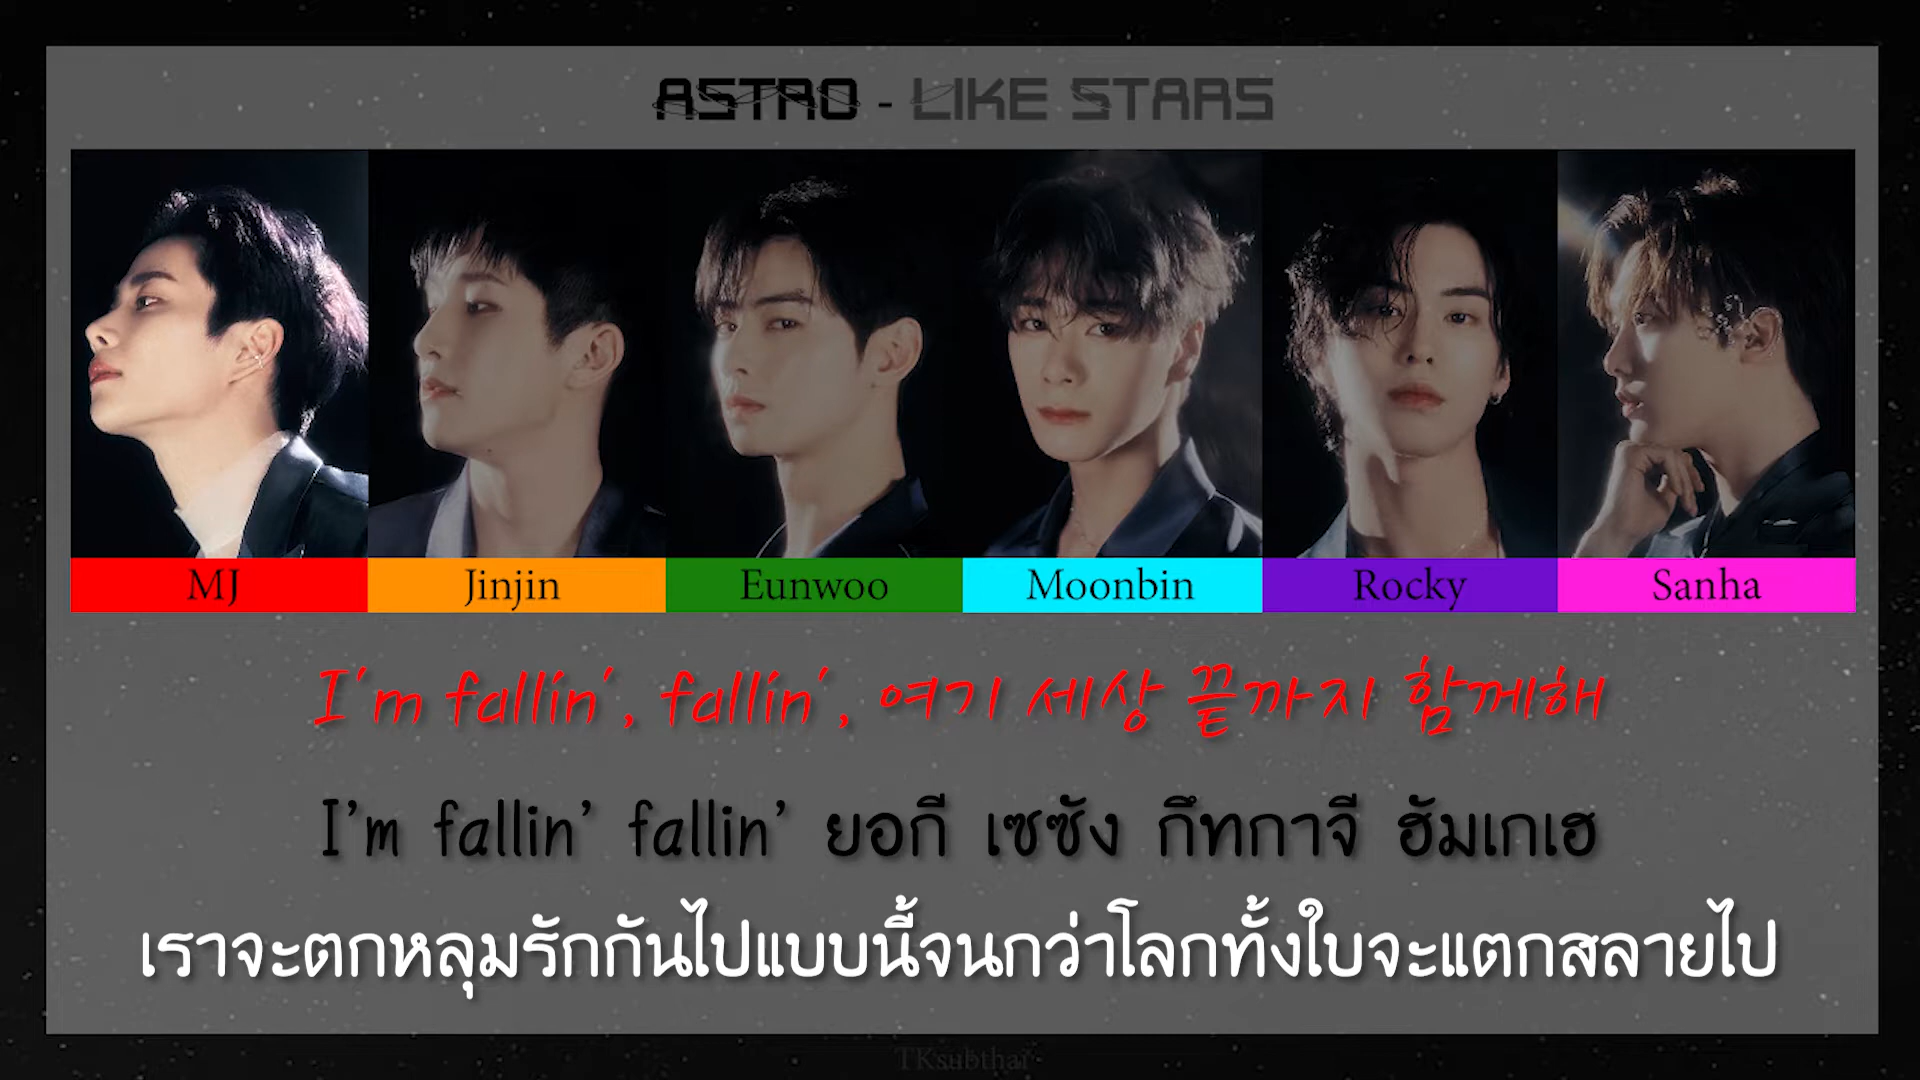 ASTRO - LIKE STARS
MJ Jinjin Eunwoo Moonbin Rocky Sanha
I'm fallin', fallin', 여기 세상 끝까지 함께해
I'm fallin' fallin' ยอกี เซซัง กึทกาจี ฮัมเกเฮ
เราจะตกหลุมรักกันไปแบบนี้จนกว่าโลกทั้งใบจะแตกสลายไป
TKsubthai